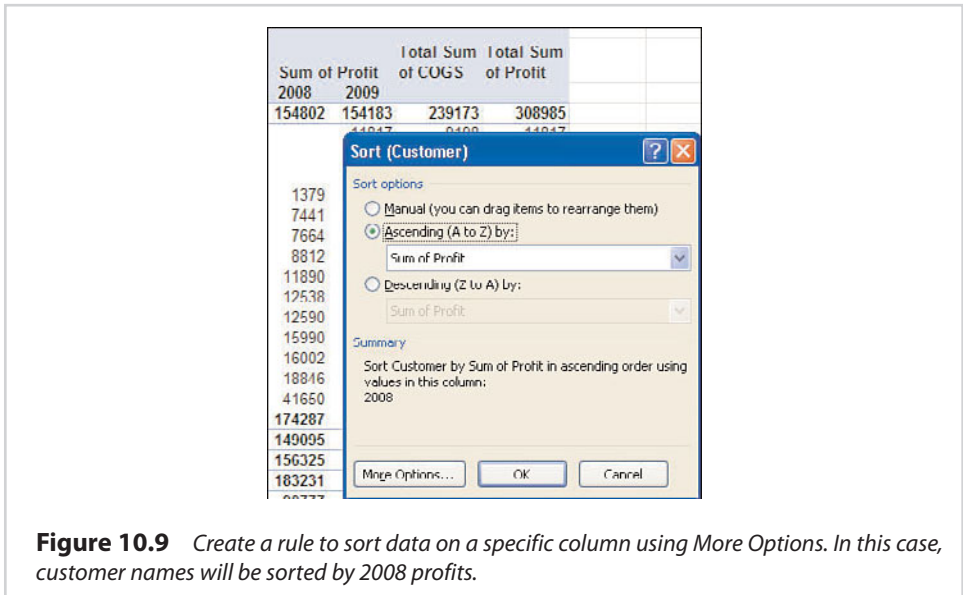 Total Sum Total Sum
Sum of Profit of COGS of Profit
2008 2009
154802 154183 239173 308985
11817 9188 11817
Sort (Customer)
Sort options
Manual (you can drag items to rearrange them)
Ascending (A to Z) by:
Sum of Profit
Descending (Z to A) by:
Sum of Profit
Summary
Sort Customer by Sum of Profit in ascending order using
values in this column:
2008
More Options... OK Cancel
1379
7441
7664
8812
11890
12538
12590
15990
16002
18846
41650
174287
149095
156325
183231
Figure 10.9 Create a rule to sort data on a specific column using More Options. In this case,
customer names will be sorted by 2008 profits.